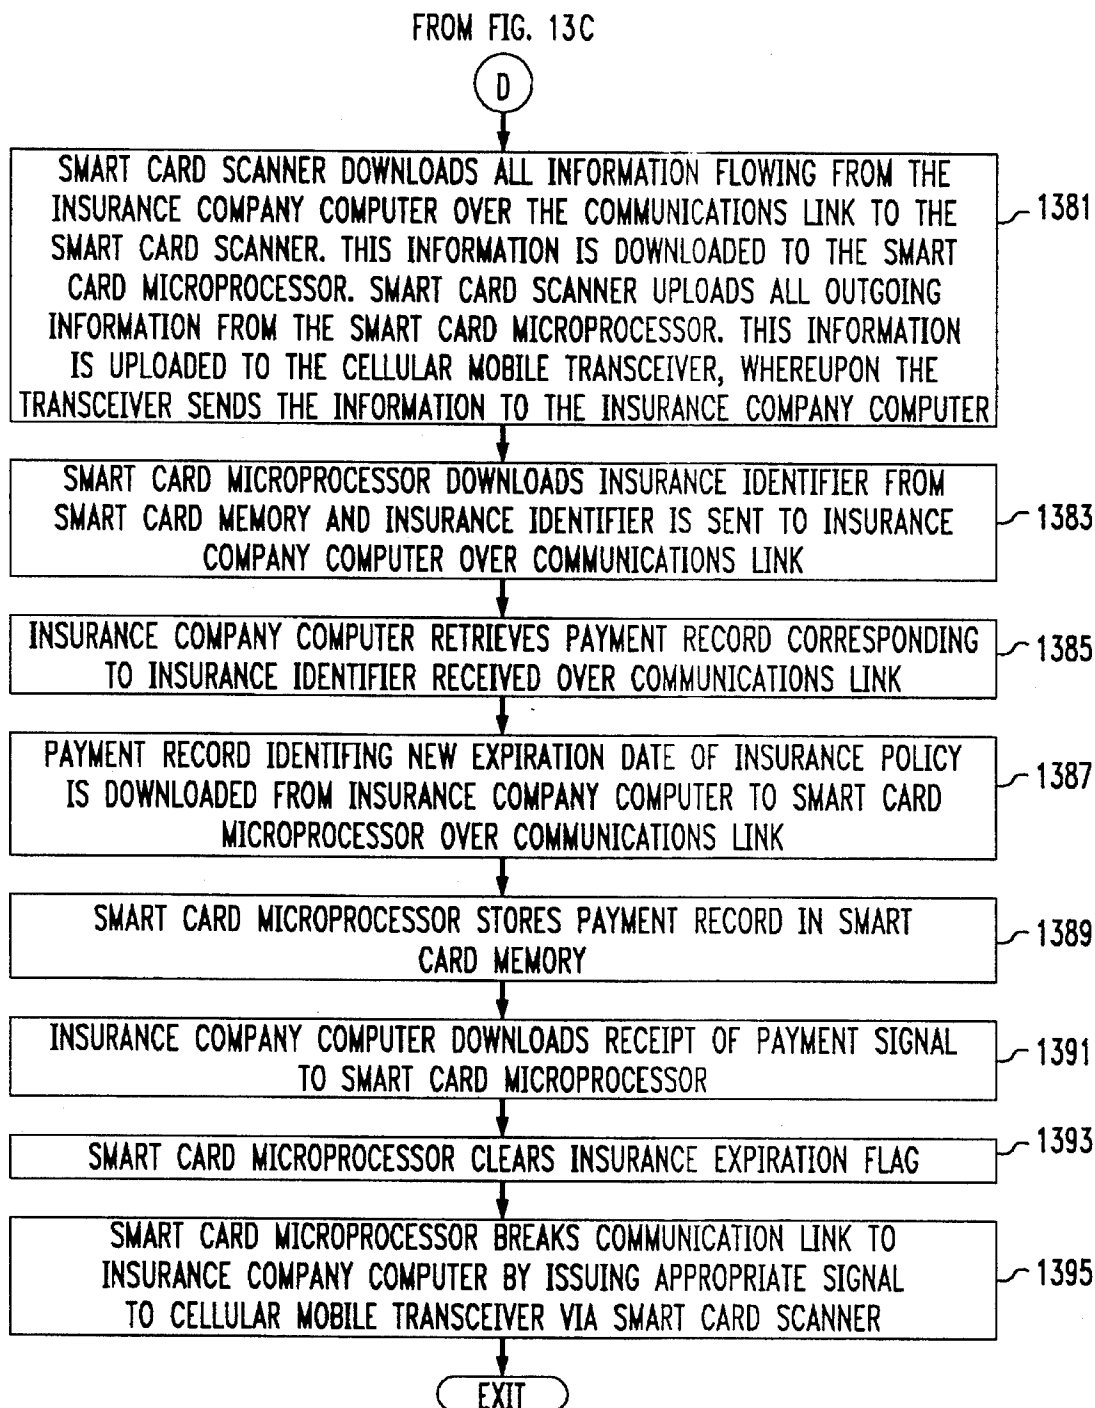 FROM FIG. 13C
D
SMART CARD SCANNER DOWNLOADS ALL INFORMATION FLOWING FROM THE
INSURANCE COMPANY COMPUTER OVER THE COMMUNICATIONS LINK TO THE
SMART CARD SCANNER. THIS INFORMATION IS DOWNLOADED TO THE SMART
CARD MICROPROCESSOR. SMART CARD SCANNER UPLOADS ALL OUTGOING
INFORMATION FROM THE SMART CARD MICROPROCESSOR. THIS INFORMATION
IS UPLOADED TO THE CELLULAR MOBILE TRANSCEIVER, WHEREUPON THE
TRANSCEIVER SENDS THE INFORMATION TO THE INSURANCE COMPANY COMPUTER
1381
SMART CARD MICROPROCESSOR DOWNLOADS INSURANCE IDENTIFIER FROM
SMART CARD MEMORY AND INSURANCE IDENTIFIER IS SENT TO INSURANCE
COMPANY COMPUTER OVER COMMUNICATIONS LINK
1383
INSURANCE COMPANY COMPUTER RETRIEVES PAYMENT RECORD CORRESPONDING
TO INSURANCE IDENTIFIER RECEIVED OVER COMMUNICATIONS LINK
1385
PAYMENT RECORD IDENTIFING NEW EXPIRATION DATE OF INSURANCE POLICY
IS DOWNLOADED FROM INSURANCE COMPANY COMPUTER TO SMART CARD
MICROPROCESSOR OVER COMMUNICATIONS LINK
1387
SMART CARD MICROPROCESSOR STORES PAYMENT RECORD IN SMART
CARD MEMORY
1389
INSURANCE COMPANY COMPUTER DOWNLOADS RECEIPT OF PAYMENT SIGNAL
TO SMART CARD MICROPROCESSOR
1391
SMART CARD MICROPROCESSOR CLEARS INSURANCE EXPIRATION FLAG
1393
SMART CARD MICROPROCESSOR BREAKS COMMUNICATION LINK TO
INSURANCE COMPANY COMPUTER BY ISSUING APPROPRIATE SIGNAL
TO CELLULAR MOBILE TRANSCEIVER VIA SMART CARD SCANNER
1395
EXIT